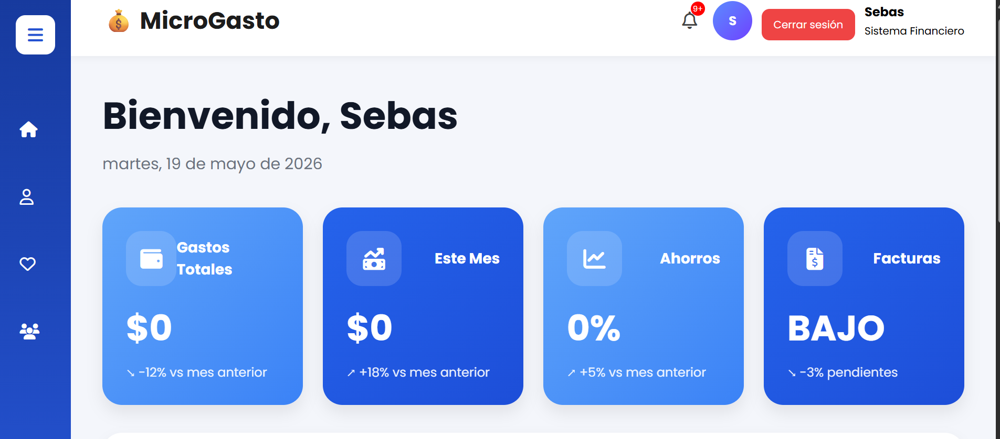 MicroGasto
9+
S
Cerrar sesión
Sebas
Sistema Financiero
Bienvenido, Sebas
martes, 19 de mayo de 2026
Gastos
Totales
$0
↘ -12% vs mes anterior
Este Mes
$0
↗ +18% vs mes anterior
Ahorros
0%
↗ +5% vs mes anterior
Facturas
BAJO
↘ -3% pendientes